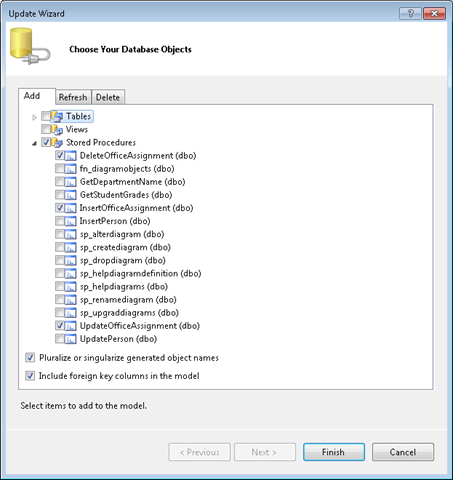 Update Wizard
Choose Your Database Objects
Add Refresh Delete
Tables
Views
Stored Procedures
DeleteOfficeAssignment (dbo)
fn_diagramobjects (dbo)
GetDepartmentName (dbo)
GetStudentGrades (dbo)
InsertOfficeAssignment (dbo)
InsertPerson (dbo)
sp_alterdiagram (dbo)
sp_creatediagram (dbo)
sp_dropdiagram (dbo)
sp_helpdiagramdefinition (dbo)
sp_helpdiagrams (dbo)
sp_renamediagram (dbo)
sp_upgraddiagrams (dbo)
UpdateOfficeAssignment (dbo)
UpdatePerson (dbo)
Pluralize or singularize generated object names
Include foreign key columns in the model
Select items to add to the model.
< Previous Next > Finish Cancel